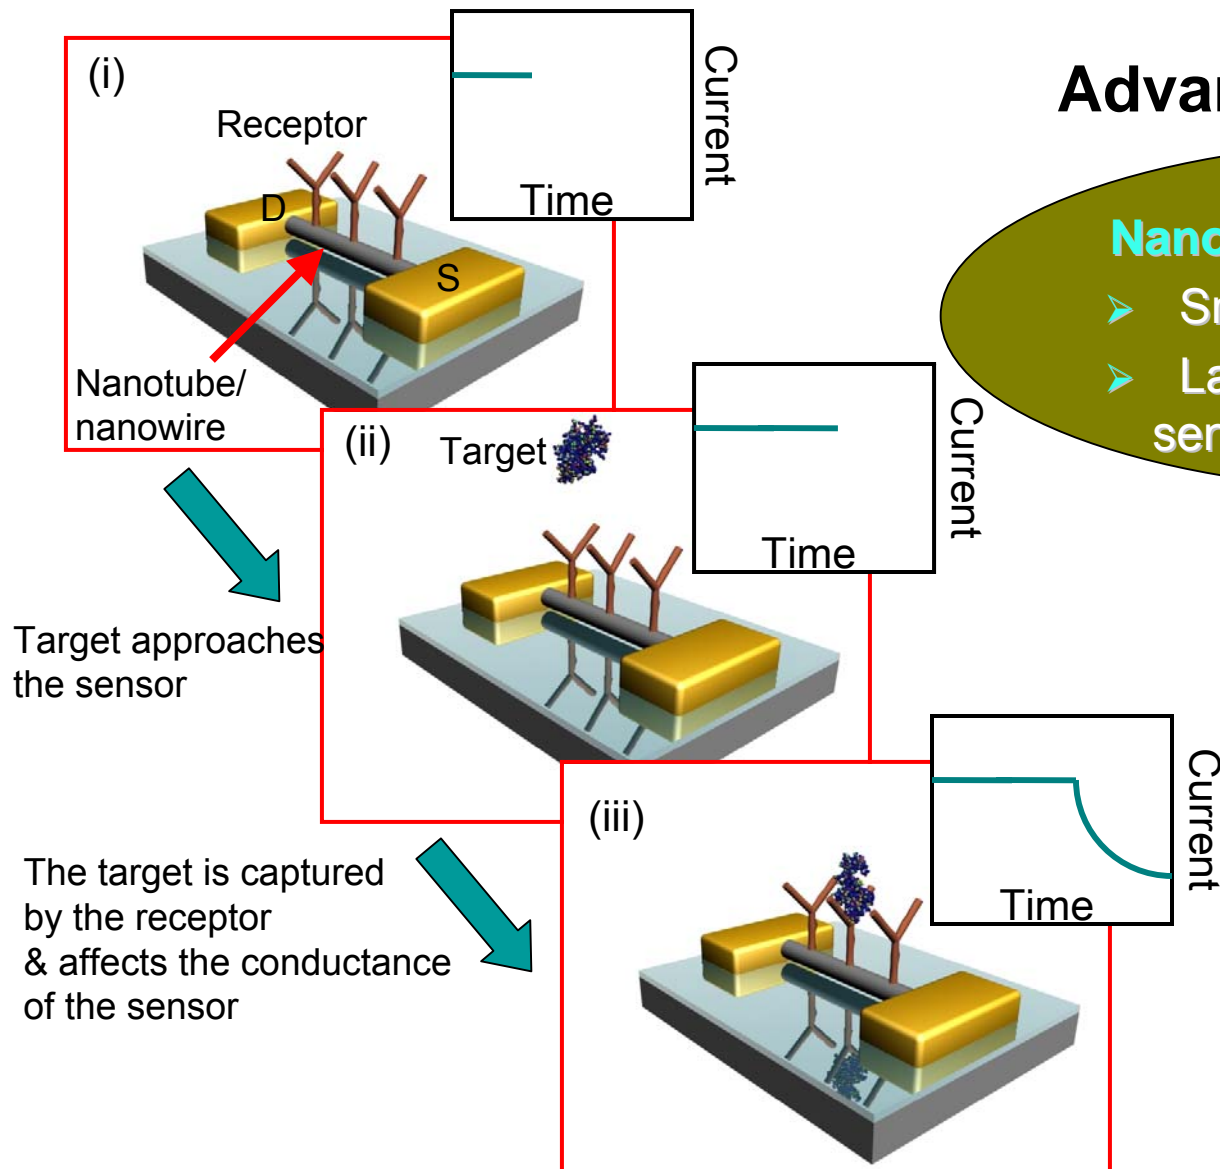 (i)
Receptor
D
S
Nanotube/
nanowire
Current
Time
Target approaches
the sensor
(ii)
Target
Current
Time
The target is captured
by the receptor
& affects the conductance
of the sensor
(iii)
Current
Time